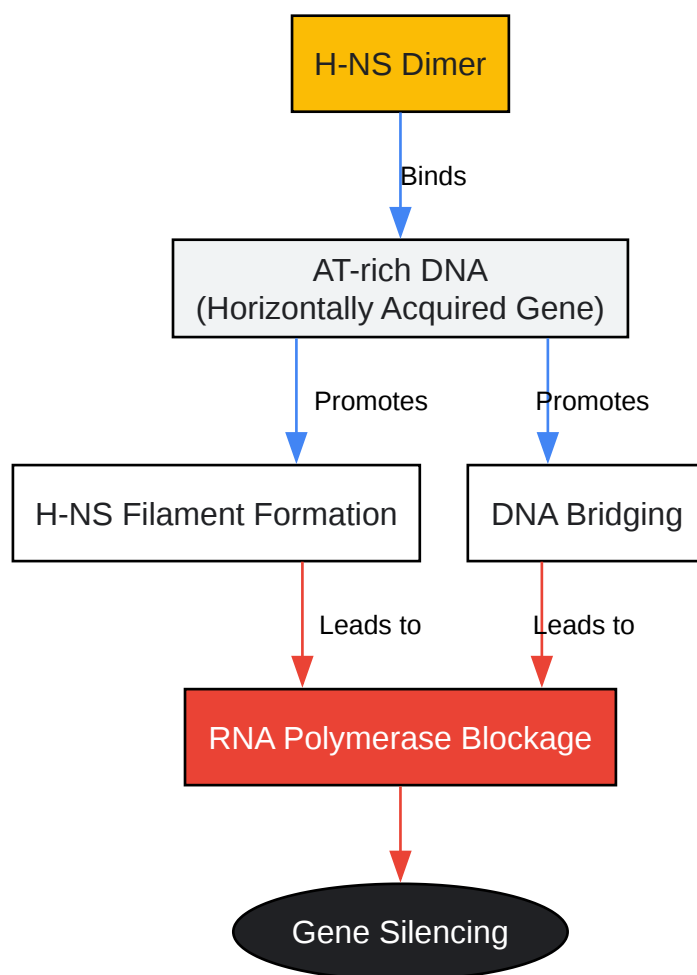 H-NS Dimer
Binds
AT-rich DNA
(Horizontally Acquired Gene)
Promotes
Promotes
H-NS Filament Formation
DNA Bridging
Leads to
Leads to
RNA Polymerase Blockage
Gene Silencing